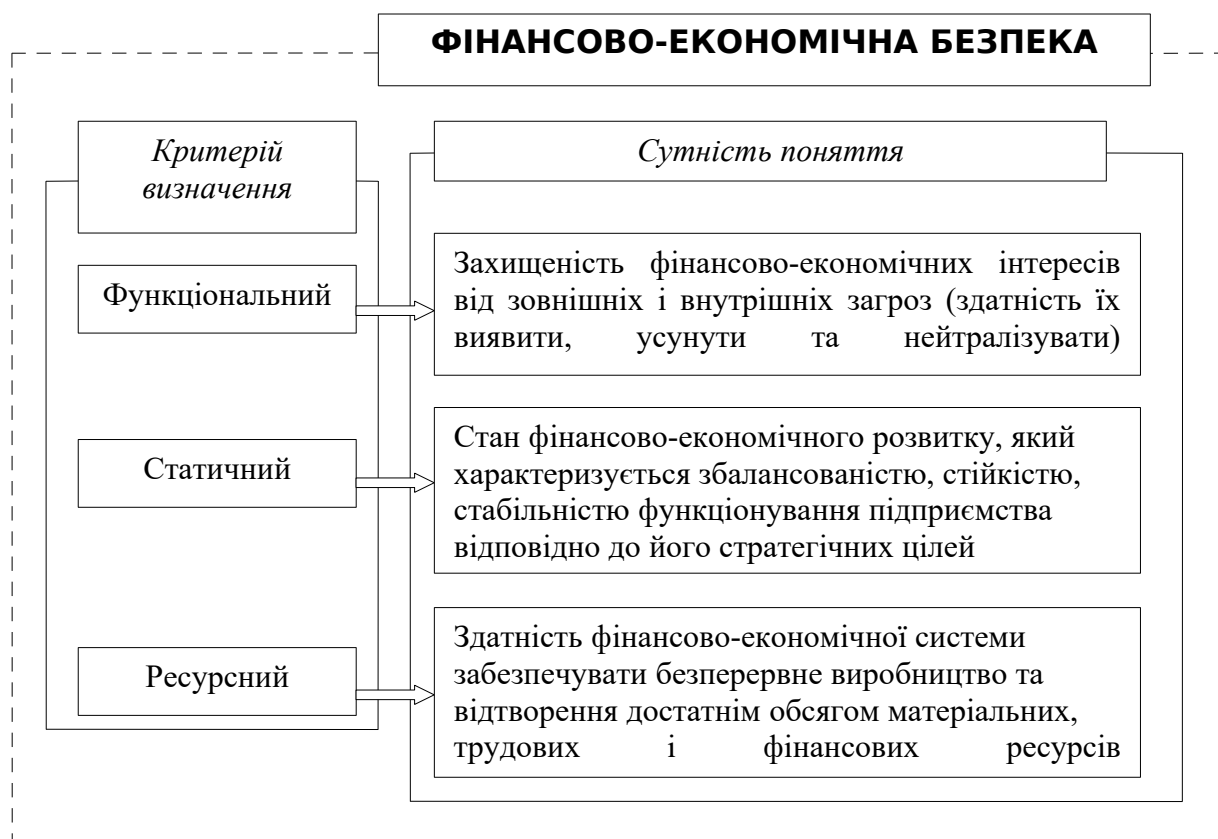 ФІНАНСОВО-ЕКОНОМІЧНА БЕЗПЕКА
Критерій
визначення
Сутність поняття
Функціональний
Захищеність фінансово-економічних інтересів
від зовнішніх і внутрішніх загроз (здатність їх
виявити, усунути та нейтралізувати)
Статичний
Стан фінансово-економічного розвитку, який
характеризується збалансованістю, стійкістю,
стабільністю функціонування підприємства
відповідно до його стратегічних цілей
Ресурсний
Здатність фінансово-економічної системи
забезпечувати безперервне виробництво та
відтворення достатнім обсягом матеріальних,
трудових і фінансових ресурсів